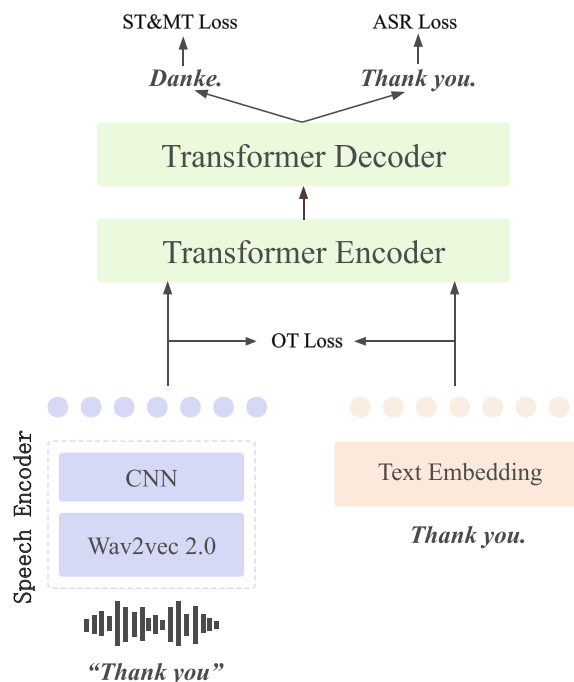 ST&MT Loss
ASR Loss
Danke.
Thank you.
Transformer Decoder
Transformer Encoder
OT Loss
Speech Encoder
CNN
Wav2vec 2.0
Text Embedding
Thank you.
“Thank you”